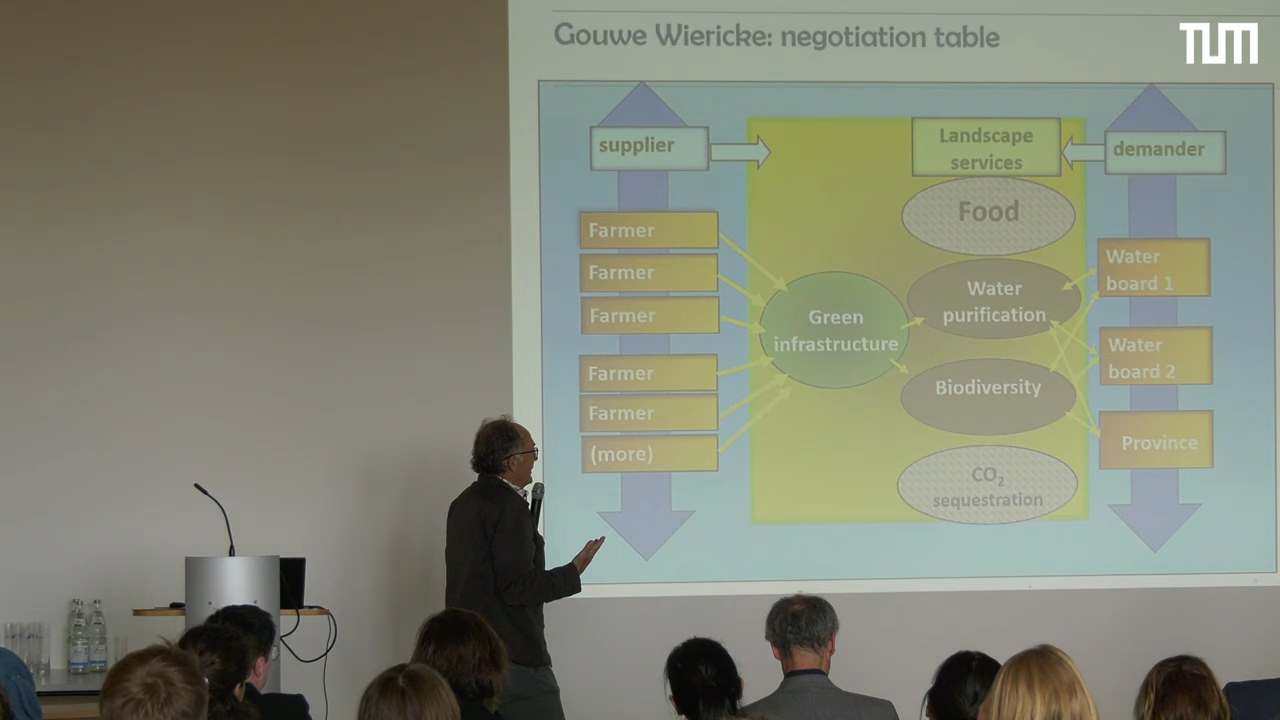 Gouwe Wiericke: negotiation table
TUM
supplier
Landscape
services
demander
Food
Farmer
Farmer
Farmer
Farmer
Farmer
(more)
Green
infrastructure
Water
purification
Biodiversity
CO₂
sequestration
Water
board 1
Water
board 2
Province